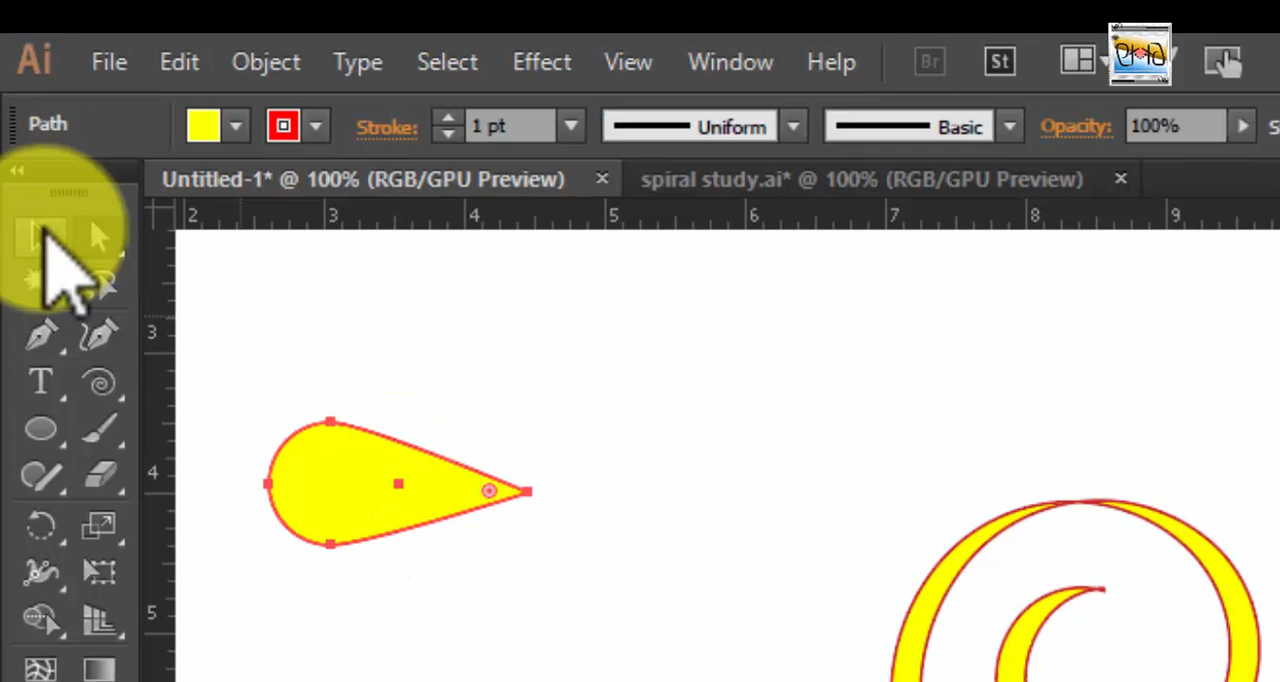 Ai File Edit Object Type Select Effect View Window Help Br St
Path Stroke: 1 pt Uniform Basic Opacity: 100% S
Untitled-1* @ 100% (RGB/GPU Preview) × spiral study.ai* @ 100% (RGB/GPU Preview) ×
2 3 4 5 6 7 8 9
3
T
4
5